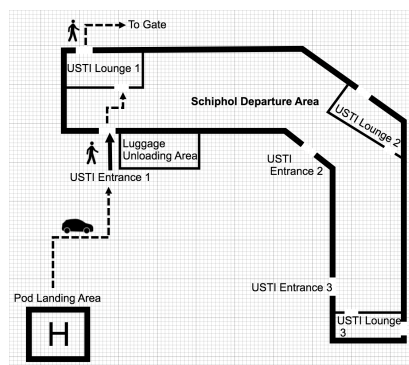 To Gate
USTI Lounge 1
Schiphol Departure Area
USTI Lounge 2
Luggage
Unloading Area
USTI
Entrance 2
USTI Entrance 1
USTI Entrance 3
Pod Landing Area
USTI Lounge
3
H